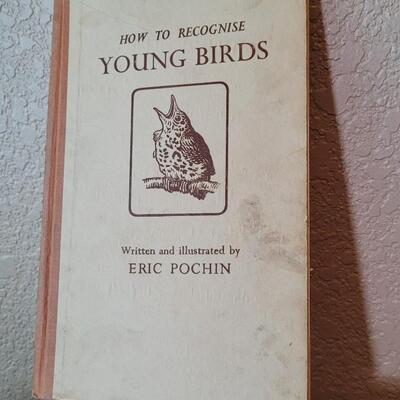 HOW TO RECOGNISE
YOUNG BIRDS
Written and illustrated by
ERIC POCHIN